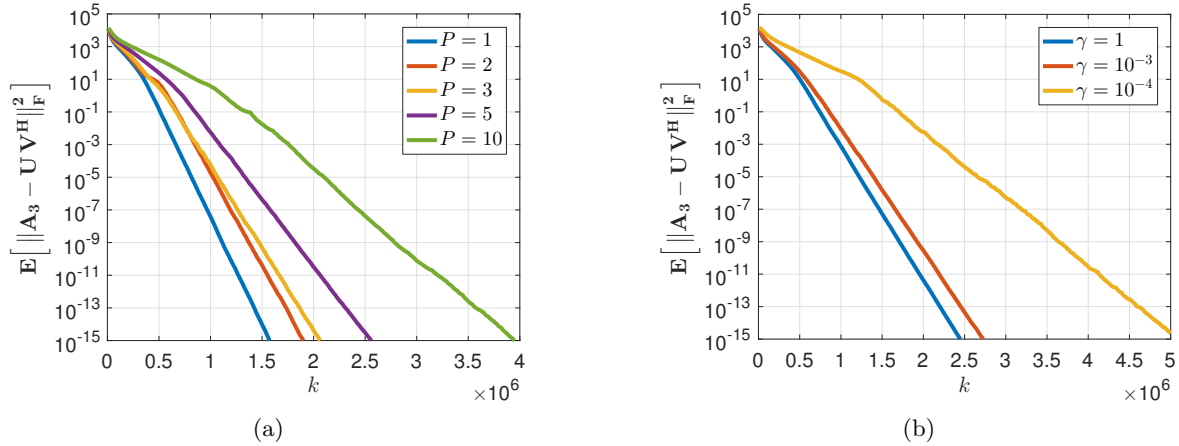 10^5
10^3
10^1
10^-1
10^-3
10^-5
10^-7
10^-9
10^-11
10^-13
10^-15
E[||A_3 − U V^H||_F^2]
P = 1
P = 2
P = 3
P = 5
P = 10
0 0.5 1 1.5 2 2.5 3 3.5 4
k
×10^6
(a)
10^5
10^3
10^1
10^-1
10^-3
10^-5
10^-7
10^-9
10^-11
10^-13
10^-15
E[||A_3 − U V^H||_F^2]
γ = 1
γ = 10^-3
γ = 10^-4
0 0.5 1 1.5 2 2.5 3 3.5 4 4.5 5
k
×10^6
(b)